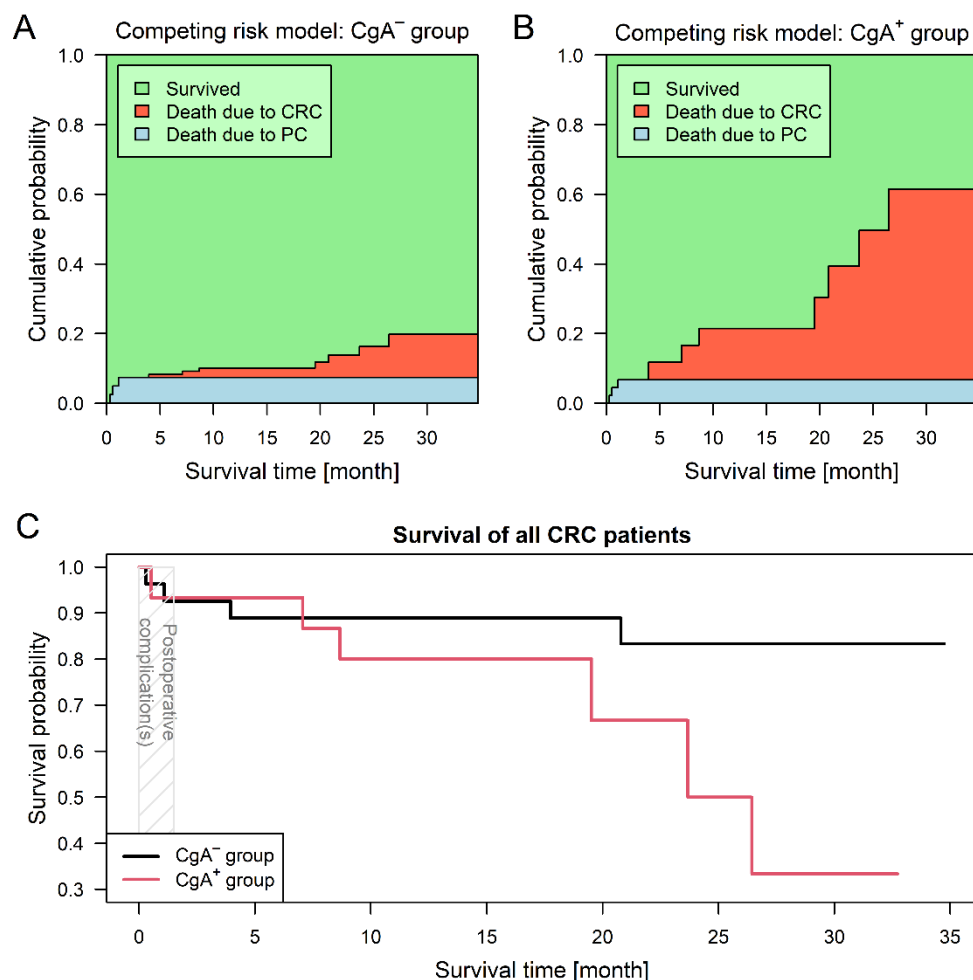 A
Competing risk model: CgA⁻ group
Survived
Death due to CRC
Death due to PC
Cumulative probability
1.0
0.8
0.6
0.4
0.2
0.0
0 5 10 15 20 25 30
Survival time [month]
B
Competing risk model: CgA⁺ group
Survived
Death due to CRC
Death due to PC
Cumulative probability
1.0
0.8
0.6
0.4
0.2
0.0
0 5 10 15 20 25 30
Survival time [month]
C
Survival of all CRC patients
Survival probability
1.0
0.9
0.8
0.7
0.6
0.5
0.4
0.3
Postoperative
complication(s)
CgA⁻ group
CgA⁺ group
0 5 10 15 20 25 30 35
Survival time [month]